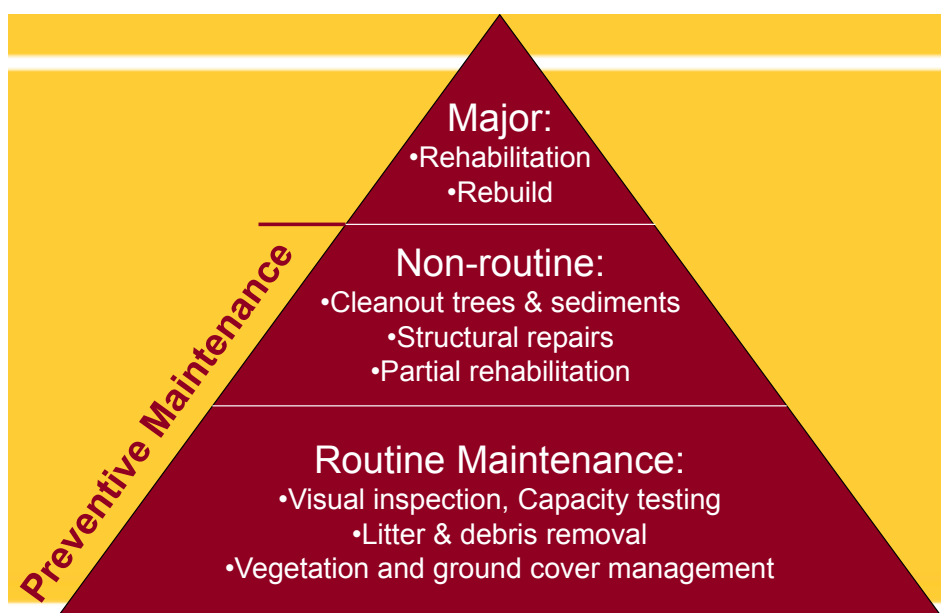 Major:
•Rehabilitation
•Rebuild
Preventive Maintenance
Non-routine:
•Cleanout trees & sediments
•Structural repairs
•Partial rehabilitation
Routine Maintenance:
•Visual inspection, Capacity testing
•Litter & debris removal
•Vegetation and ground cover management